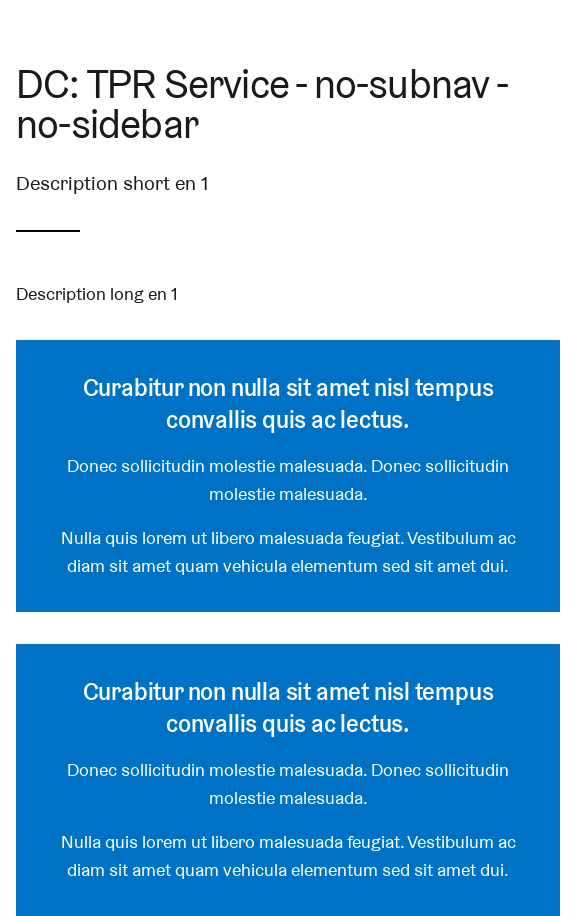 DC: TPR Service - no-subnav -
no-sidebar
Description short en 1
Description long en 1
Curabitur non nulla sit amet nisl tempus
convallis quis ac lectus.
Donec sollicitudin molestie malesuada. Donec sollicitudin
molestie malesuada.
Nulla quis lorem ut libero malesuada feugiat. Vestibulum ac
diam sit amet quam vehicula elementum sed sit amet dui.
Curabitur non nulla sit amet nisl tempus
convallis quis ac lectus.
Donec sollicitudin molestie malesuada. Donec sollicitudin
molestie malesuada.
Nulla quis lorem ut libero malesuada feugiat. Vestibulum ac
diam sit amet quam vehicula elementum sed sit amet dui.